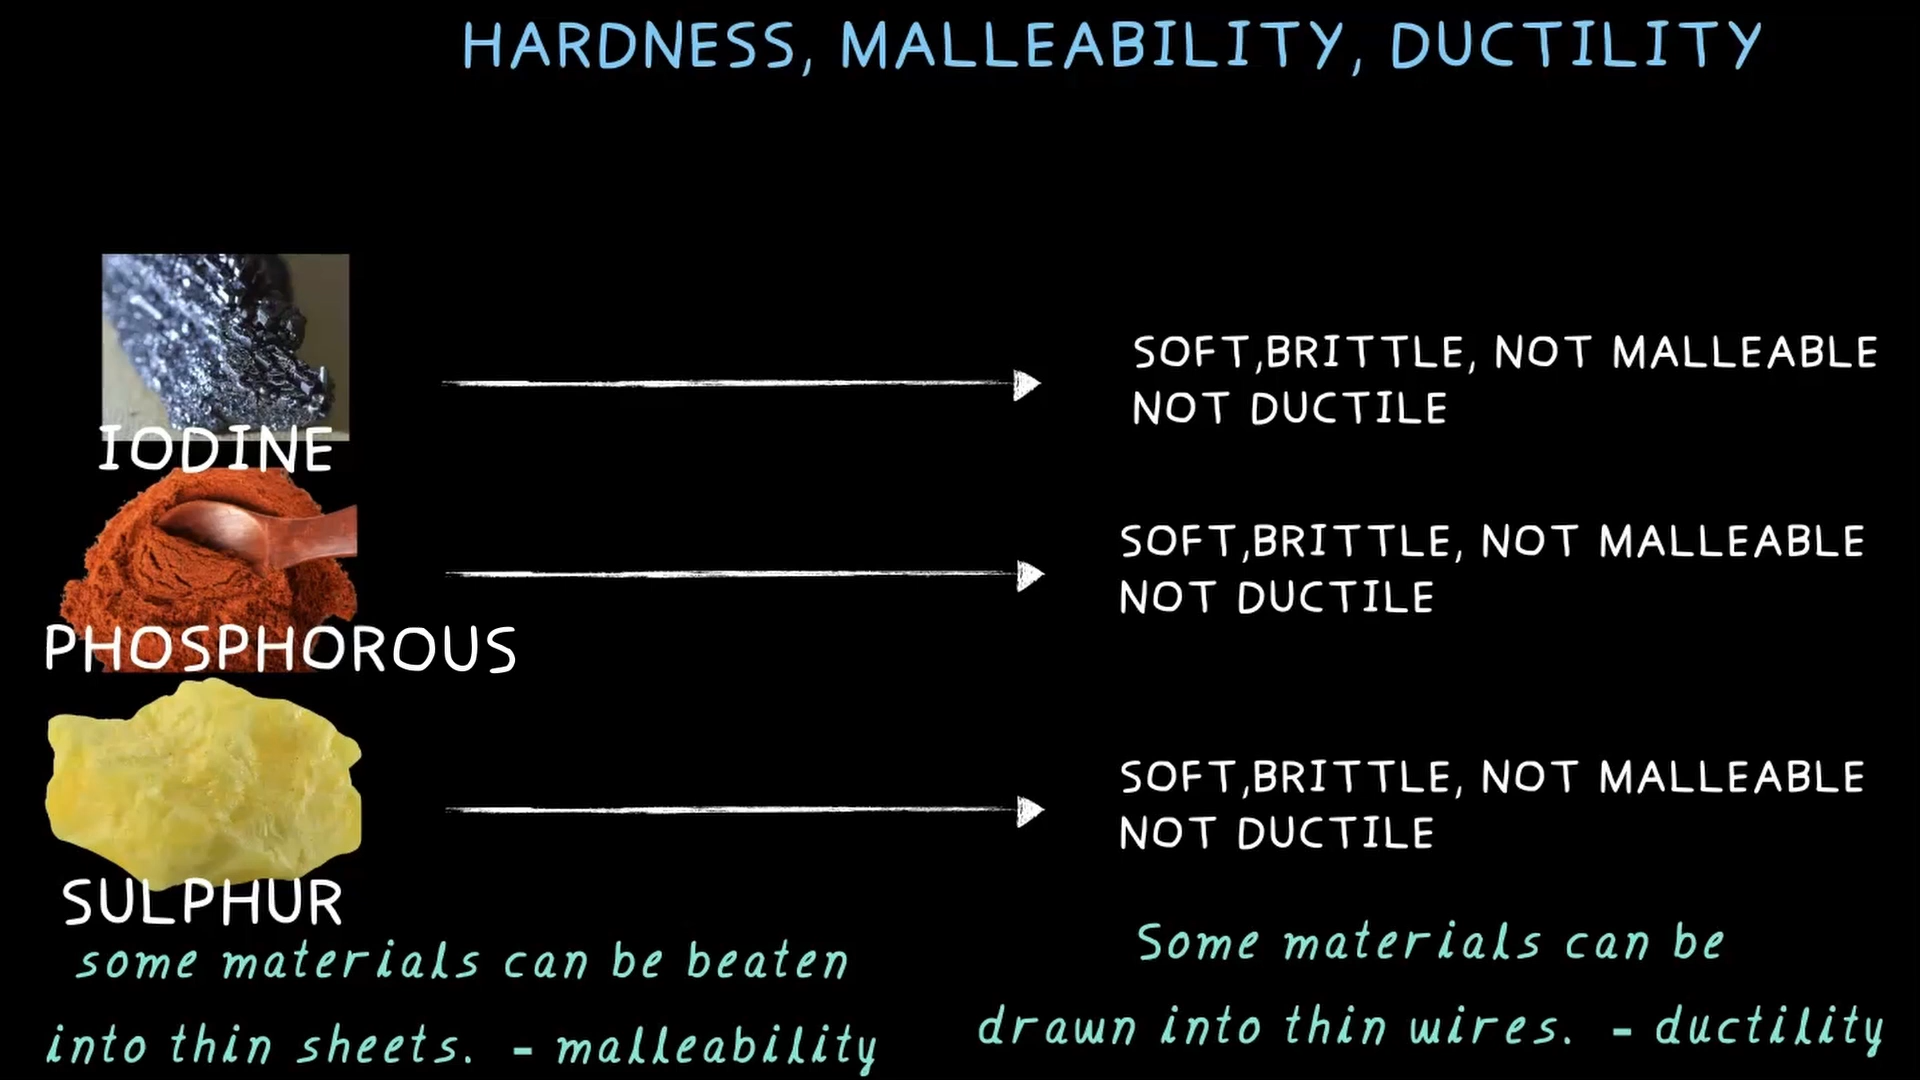 HARDNESS, MALLEABILITY, DUCTILITY
IODINE
SOFT,BRITTLE, NOT MALLEABLE
NOT DUCTILE
PHOSPHOROUS
SOFT,BRITTLE, NOT MALLEABLE
NOT DUCTILE
SULPHUR
SOFT,BRITTLE, NOT MALLEABLE
NOT DUCTILE
some materials can be beaten
into thin sheets. - malleability
Some materials can be
drawn into thin wires. - ductility